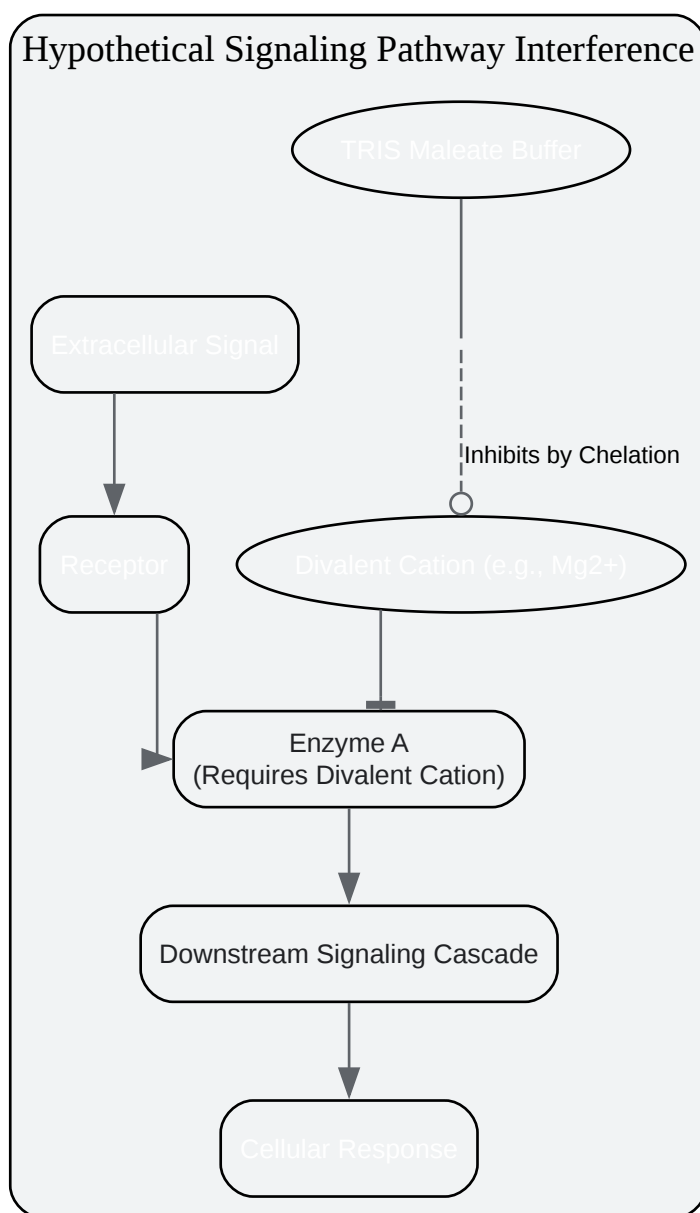 Hypothetical Signaling Pathway Interference
TRIS Maleate Buffer
Extracellular Signal
Inhibits by Chelation
Receptor
Divalent Cation (e.g., Mg2+)
Enzyme A
(Requires Divalent Cation)
Downstream Signaling Cascade
Cellular Response